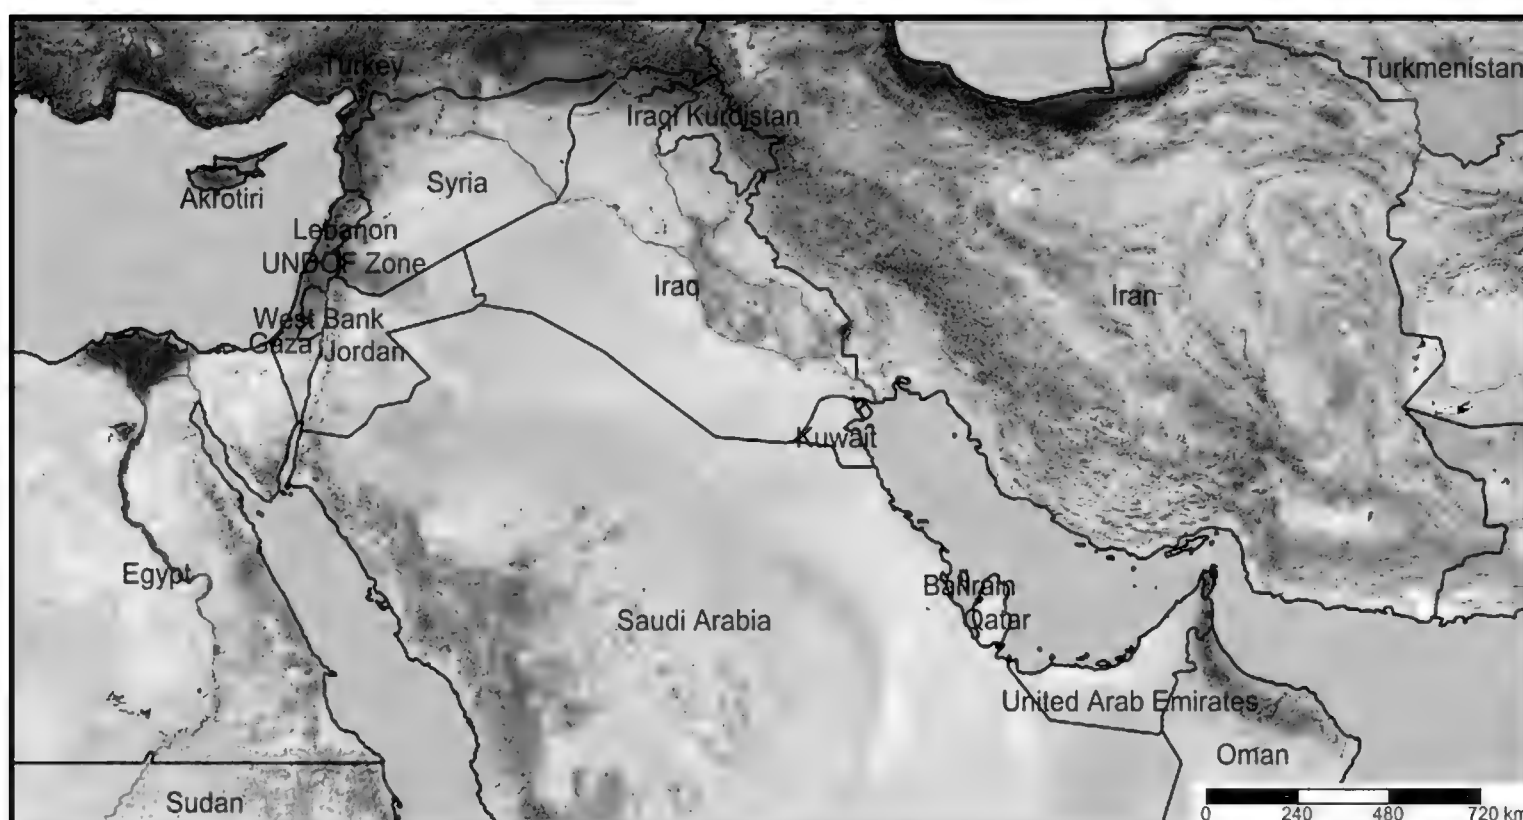 Turkey
Turkmenistan
Iraqi Kurdistan
Syria
Akrotiri
Lebanon
UNDOF Zone
Iraq
Iran
West Bank
Gaza
Jordan
Kuwait
Egypt
Bahrain
Qatar
Saudi Arabia
United Arab Emirates
Oman
Sudan
0 240 480 720 km